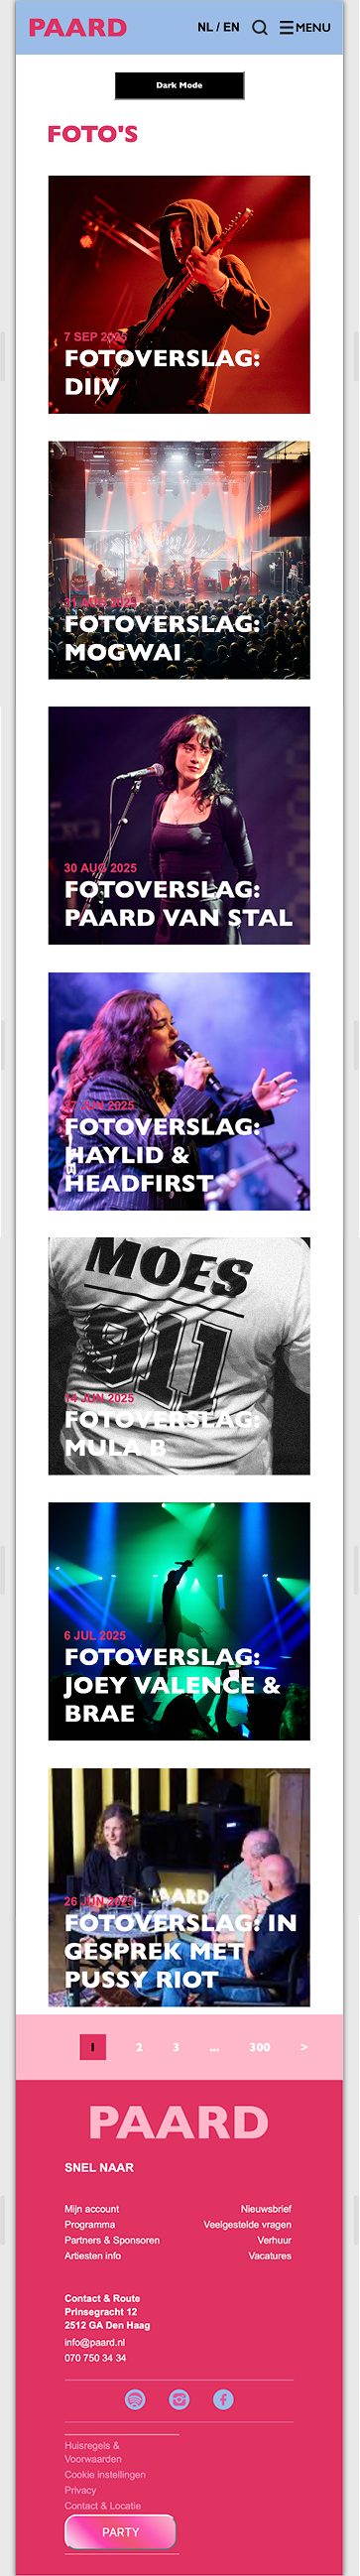 PAARD
NL / EN
MENU
Dark Mode
FOTO'S
7 SEP 2025
FOTOVERSLAG:
DIIV
31 AUG 2025
FOTOVERSLAG:
MOGWAI
30 AUG 2025
FOTOVERSLAG:
PAARD VAN STAL
27 JUN 2025
FOTOVERSLAG:
HAYLID &
HEADFIRST
MOES
14 JUN 2025
FOTOVERSLAG:
MULA B
6 JUL 2025
FOTOVERSLAG:
JOEY VALENCE &
BRAE
PAARD
26 JUN 2025
FOTOVERSLAG: IN
GESPREK MET
PUSSY RIOT
1 2 3 ... 300 >
PAARD
SNEL NAAR
Mijn account Nieuwsbrief
Programma Veelgestelde vragen
Partners & Sponsoren Verhuur
Artiesten info Vacatures
Contact & Route
Prinsegracht 12
2512 GA Den Haag
info@paard.nl
070 750 34 34
Huisregels &
Voorwaarden
Cookie instellingen
Privacy
Contact & Locatie
PARTY